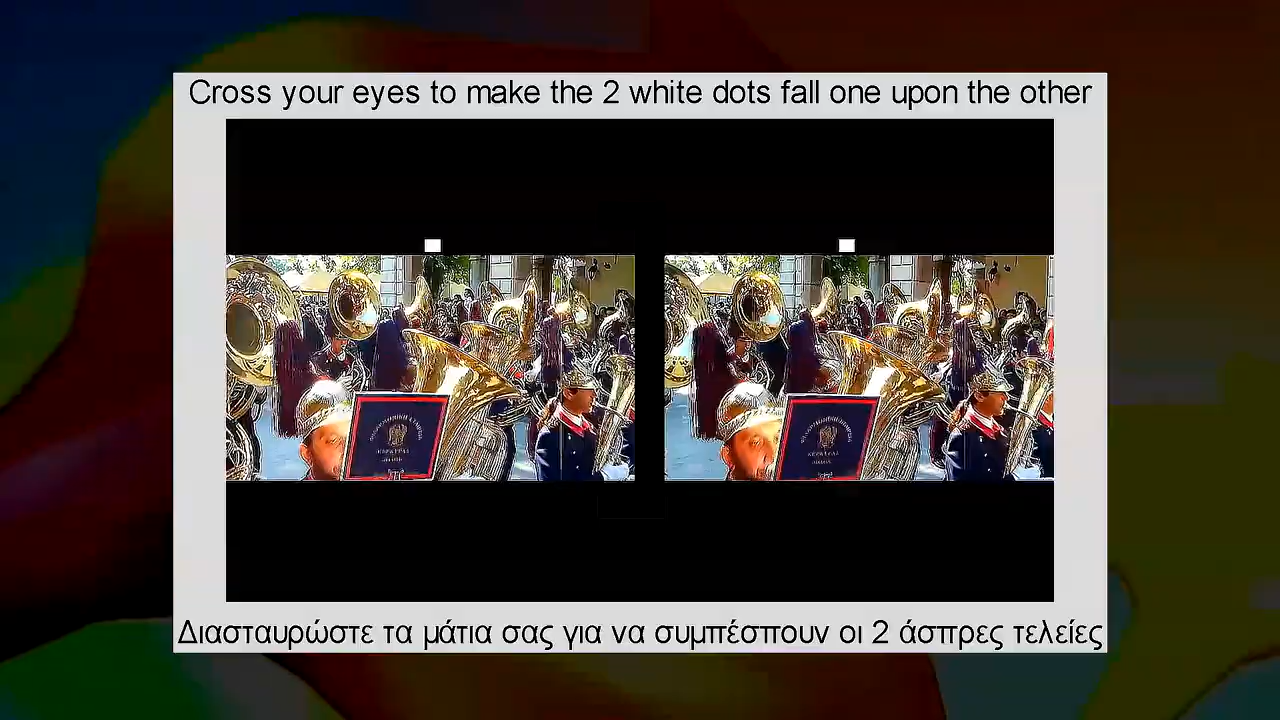 Cross your eyes to make the 2 white dots fall one upon the other
Διασταυρώστε τα μάτια σας για να συμπέσπουν οι 2 άσπρες τελείες